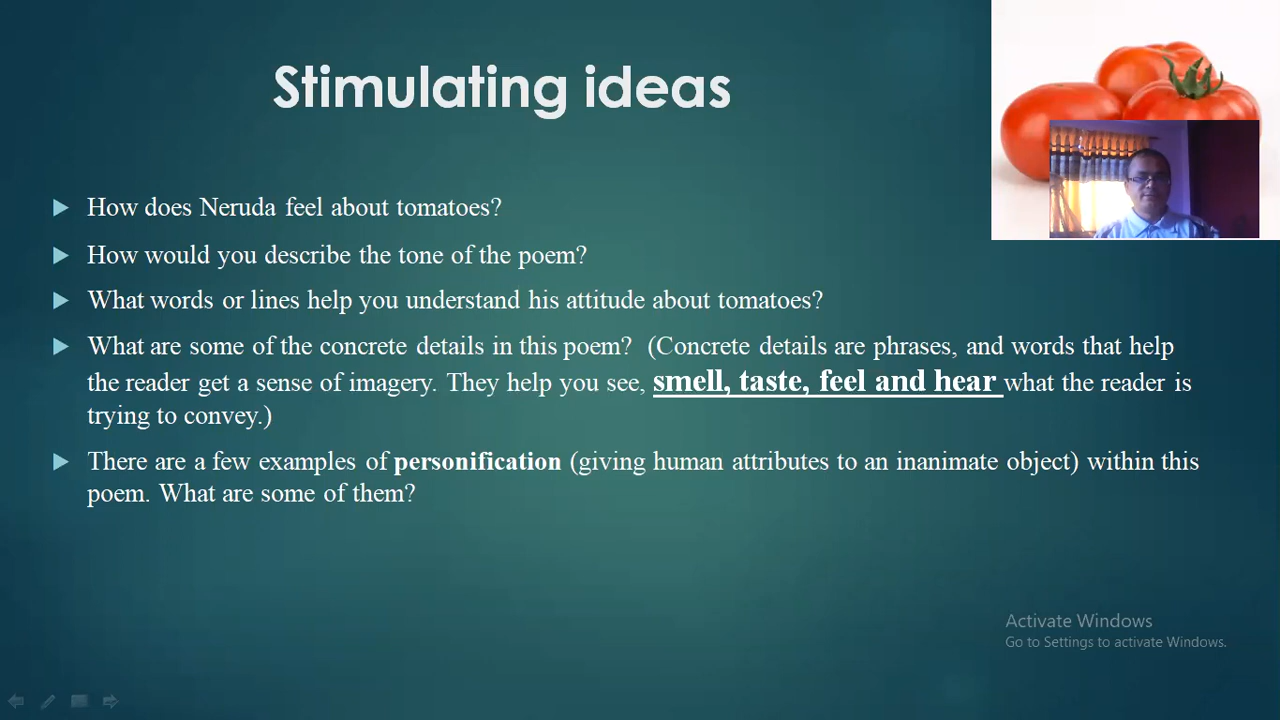 Stimulating ideas
How does Neruda feel about tomatoes?
How would you describe the tone of the poem?
What words or lines help you understand his attitude about tomatoes?
What are some of the concrete details in this poem? (Concrete details are phrases, and words that help
the reader get a sense of imagery. They help you see, smell, taste, feel and hear what the reader is
trying to convey.)
There are a few examples of personification (giving human attributes to an inanimate object) within this
poem. What are some of them?
Activate Windows
Go to Settings to activate Windows.